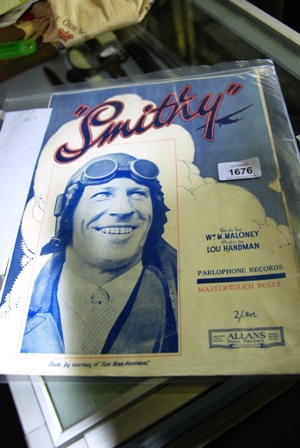 "Smithy"
1676
Words by
Wm M. MALONEY
Music by
LOU HANDMAN
PARLOPHONE RECORDS
MASTERTOUCH ROLLS
2/- Net.
ALLANS